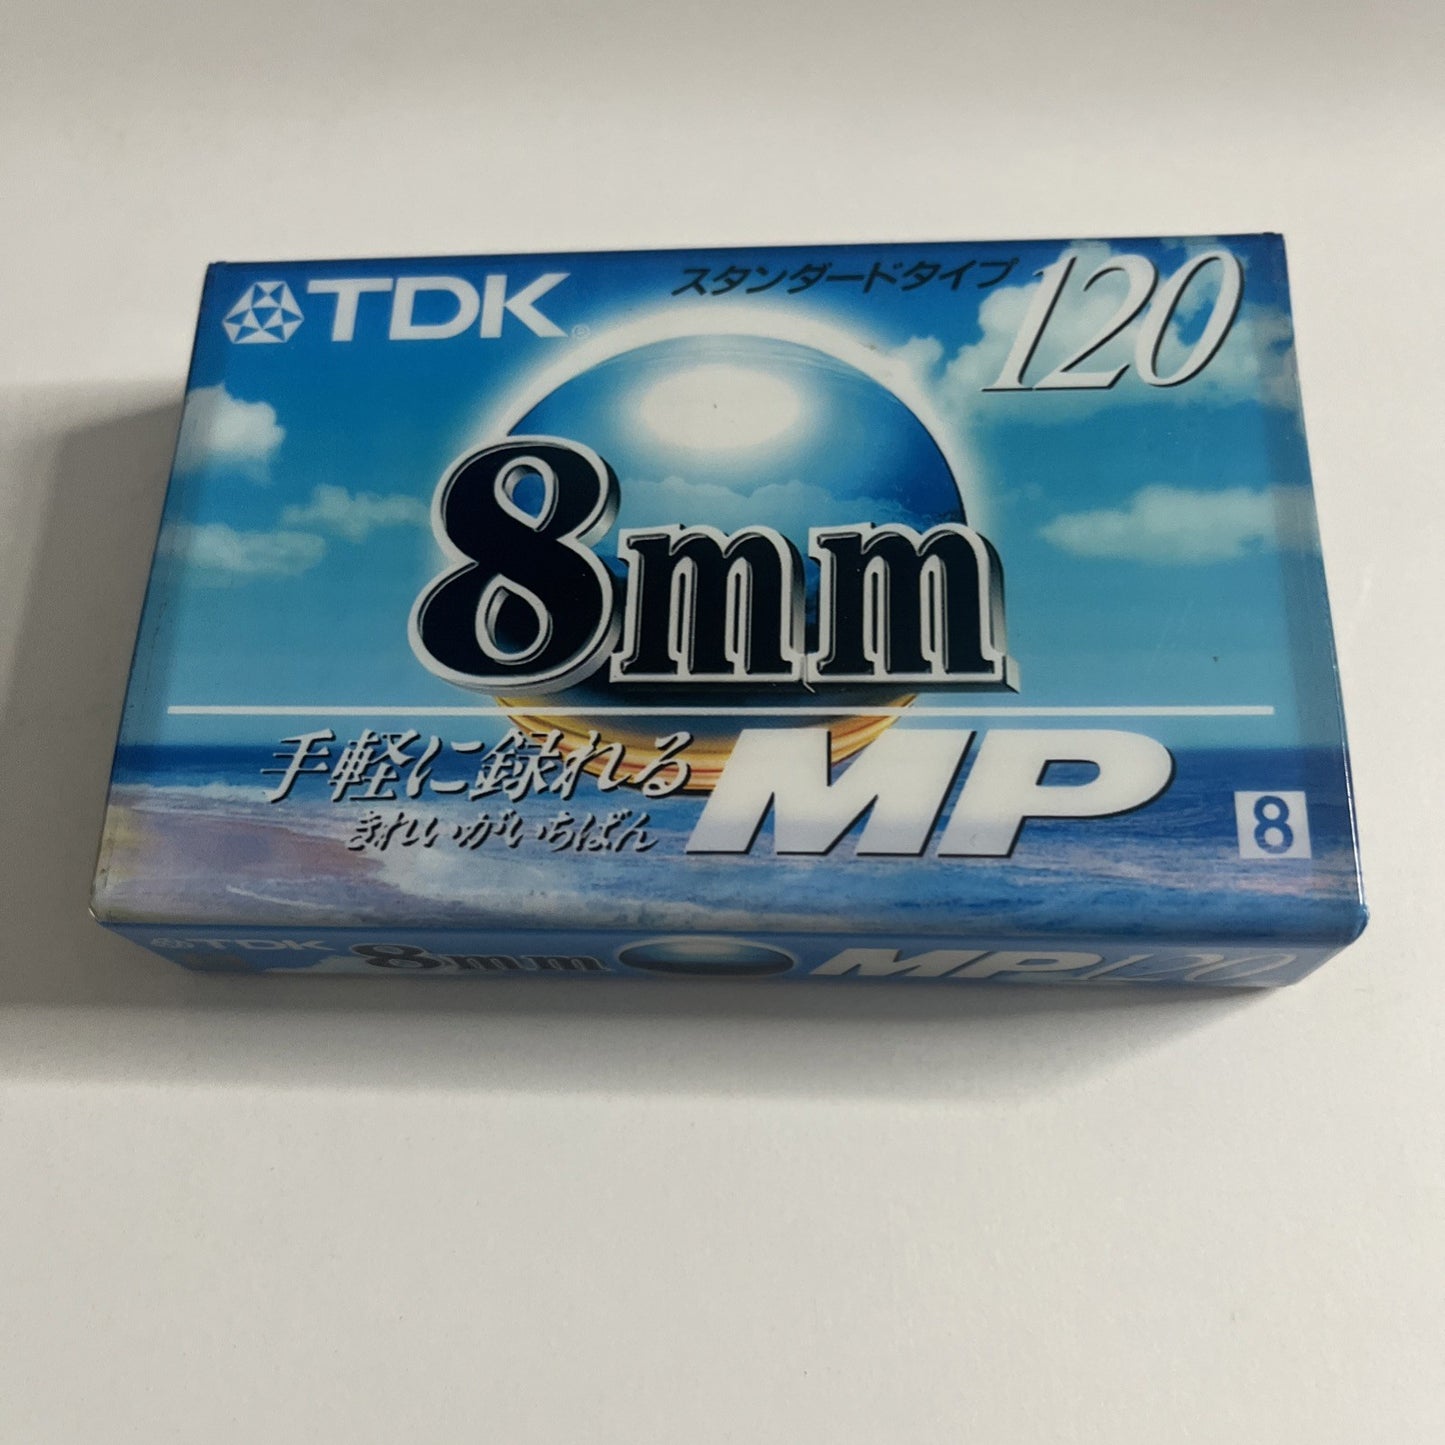 TDK®
スタンダードタイプ 120
8mm
手軽に録れる
きれいがいちばん
MP
8
TDK 8mm MP120